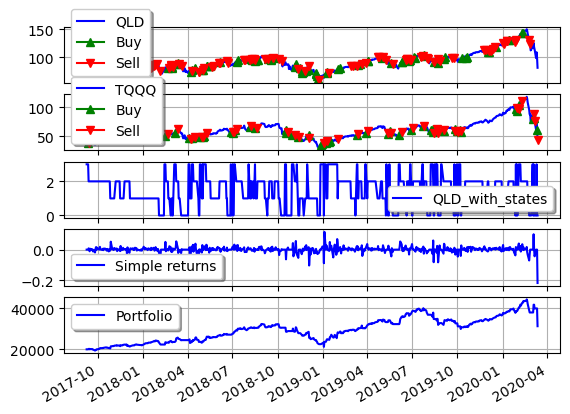 QLD
Buy
Sell
150
100
TQQQ
Buy
Sell
100
50
2
0
QLD_with_states
0.0
−0.2
Simple returns
40000
20000
Portfolio
2017-10 2018-01 2018-04 2018-07 2018-10 2019-01 2019-04 2019-07 2019-10 2020-01 2020-04